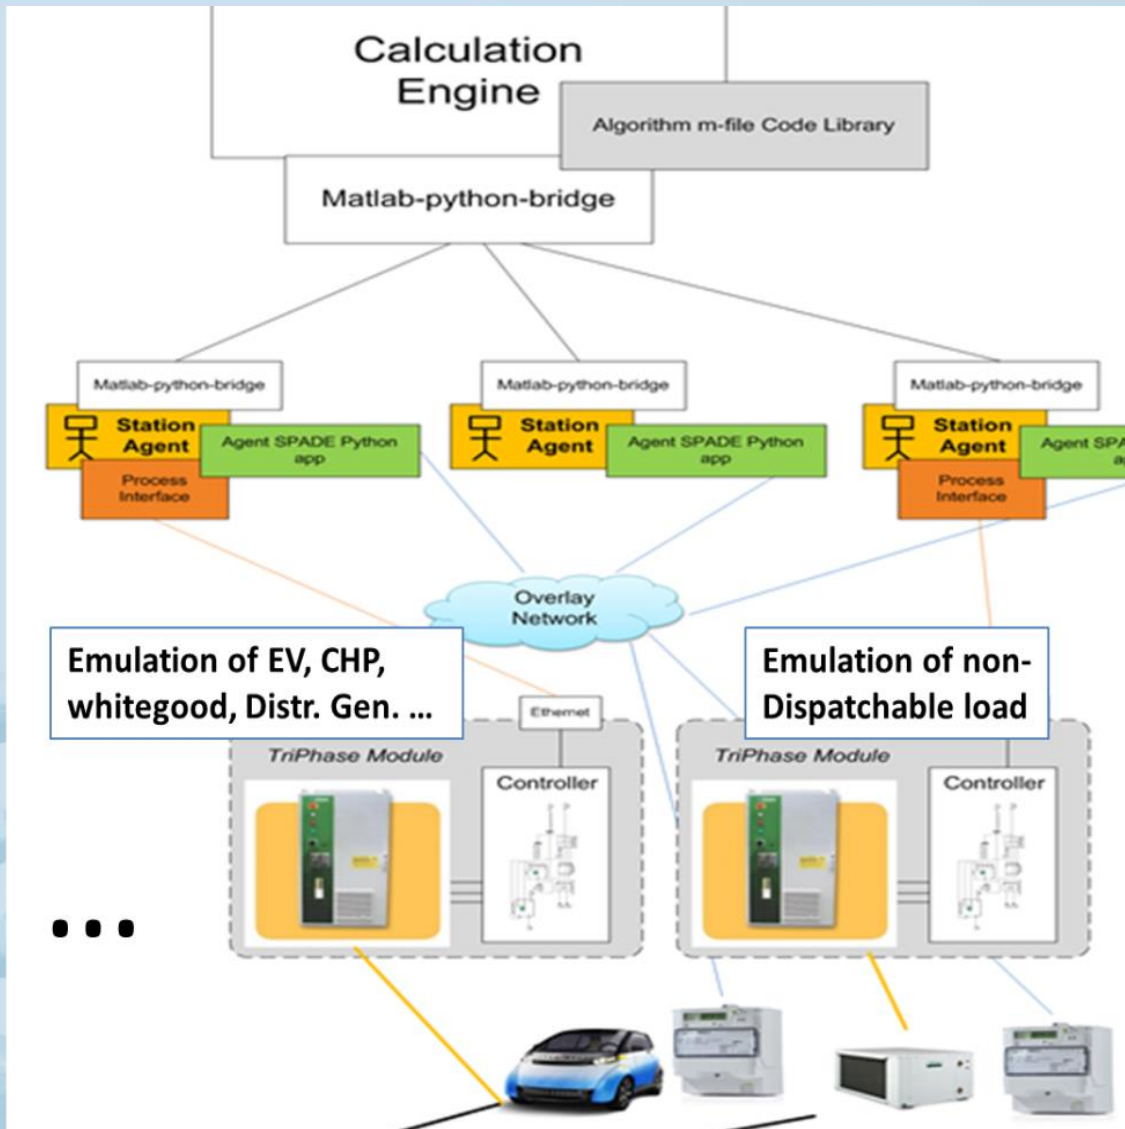 Calculation
Engine
Algorithm m-file Code Library
Matlab-python-bridge
Matlab-python-bridge
Matlab-python-bridge
Matlab-python-bridge
Station
Agent
Agent SPADE Python
app
Process
Interface
Station
Agent
Agent SPADE Python
app
Station
Agent
Agent SPA
ap
Process
Interface
Overlay
Network
Emulation of EV, CHP,
whitegood, Distr. Gen. ...
Emulation of non-
Dispatchable load
Ethernet
TriPhase Module
Controller
TriPhase Module
Controller
...